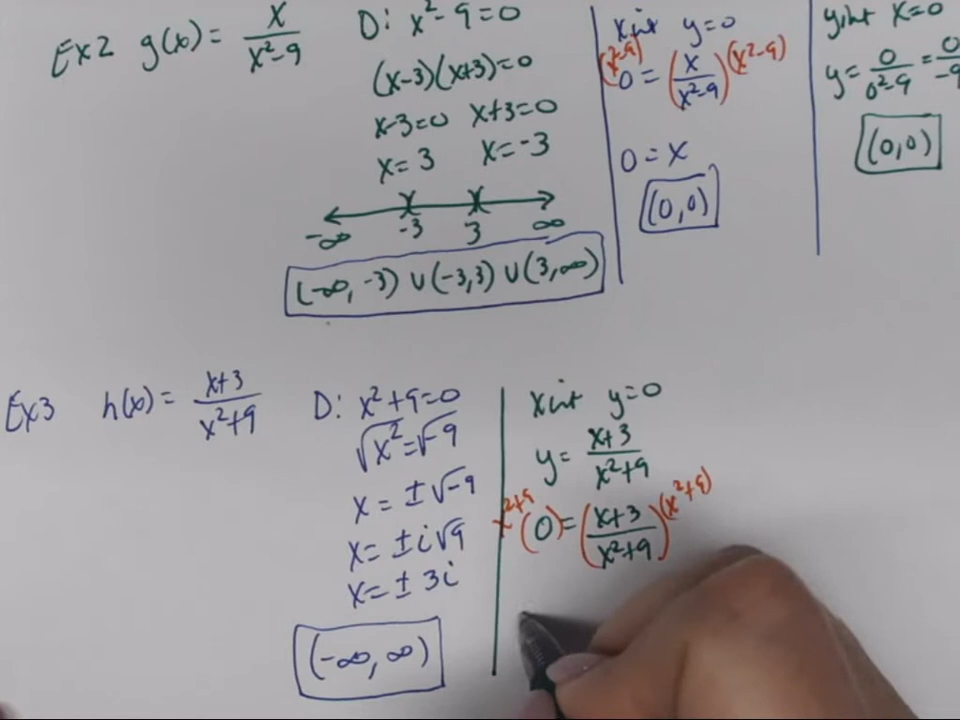 Ex2 g(x) = x/(x²-9)
D: x²-9=0
(x-3)(x+3)=0
x-3=0 x+3=0
x=3 x=-3
-∞ -3 3 ∞
(-∞, -3) ∪ (-3,3) ∪ (3,∞)
x int y=0
(x²-9) 0 = (x/(x²-9)) (x²-9)
0 = x
(0,0)
y int x=0
y = 0/(0²-9) = 0/-9
(0,0)
Ex3 h(x) = (x+3)/(x²+9)
D: x²+9=0
√x² = √-9
x = ±√-9
x = ±i√9
x = ± 3i
(-∞, ∞)
x int y=0
y = (x+3)/(x²+9)
x²+9 (0) = ((x+3)/(x²+9)) (x²+9)